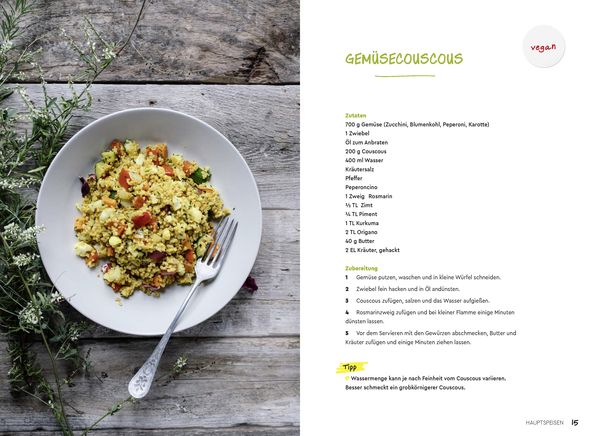 GEMÜSECOUSCOUS
vegan
Zutaten
700 g Gemüse (Zucchini, Blumenkohl, Peperoni, Karotte)
1 Zwiebel
Öl zum Anbraten
200 g Couscous
400 ml Wasser
Kräutersalz
Pfeffer
Peperoncino
1 Zweig Rosmarin
½ TL Zimt
¼ TL Piment
1 TL Kurkuma
2 TL Origano
40 g Butter
2 EL Kräuter, gehackt
Zubereitung
1 Gemüse putzen, waschen und in kleine Würfel schneiden.
2 Zwiebel fein hacken und in Öl andünsten.
3 Couscous zufügen, salzen und das Wasser aufgießen.
4 Rosmarinzweig zufügen und bei kleiner Flamme einige Minuten
dünsten lassen.
5 Vor dem Servieren mit den Gewürzen abschmecken, Butter und
Kräuter zufügen und einige Minuten ziehen lassen.
Tipp
Wassermenge kann je nach Feinheit vom Couscous variieren.
Besser schmeckt ein grobkörnigerer Couscous.
HAUPTSPEISEN 15